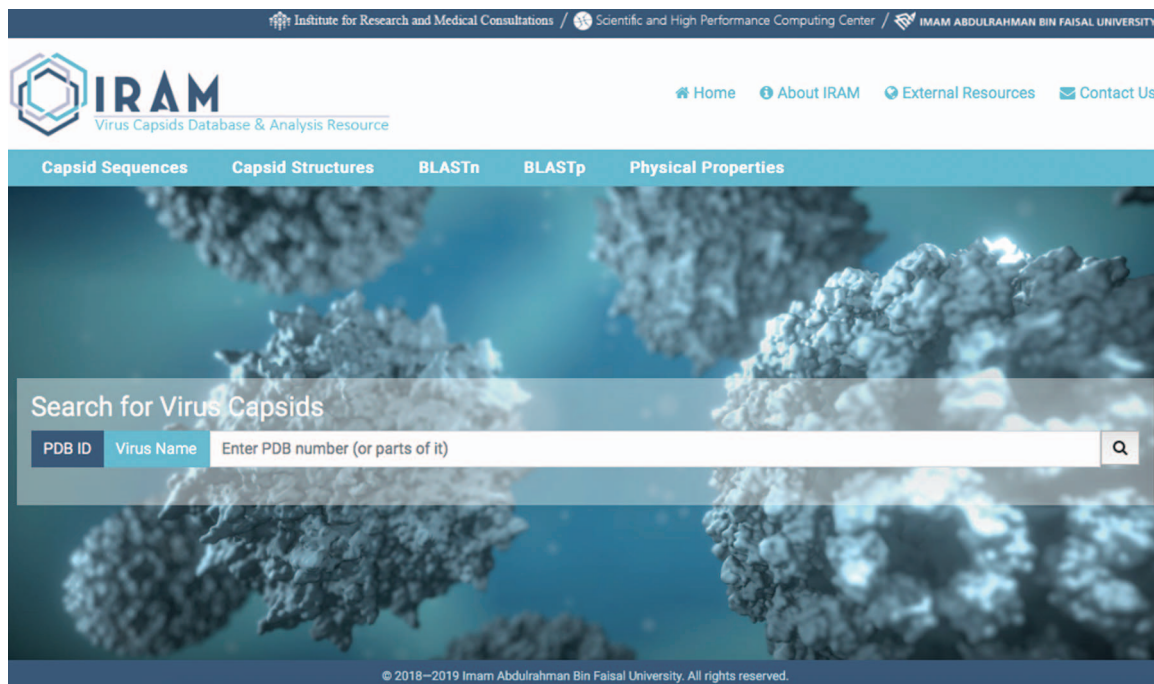 Institute for Research and Medical Consultations / Scientific and High Performance Computing Center / IMAM ABDULRAHMAN BIN FAISAL UNIVERSITY
IRAM
Virus Capsids Database & Analysis Resource
Home About IRAM External Resources Contact Us
Capsid Sequences Capsid Structures BLASTn BLASTp Physical Properties
Search for Virus Capsids
PDB ID Virus Name Enter PDB number (or parts of it)
© 2018—2019 Imam Abdulrahman Bin Faisal University. All rights reserved.